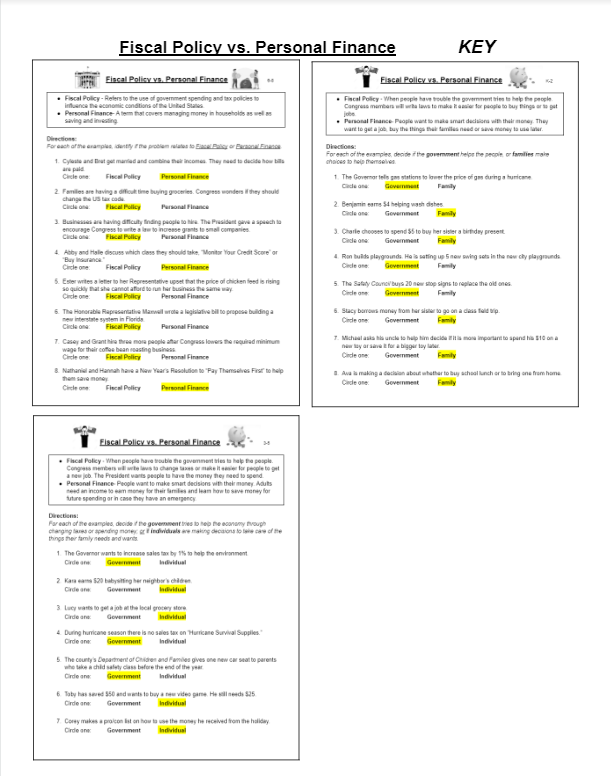 Fiscal Policy vs. Personal Finance KEY
Fiscal Policy vs. Personal Finance
Fiscal Policy - Refers to the use of government spending and tax policies to
influence the economic conditions of the United States.
Personal Finance- A term that covers managing money in households as well as
saving and investing.
Directions:
For each of the examples, identify if the problem relates to Fiscal Policy or Personal Finance.
1. Cyleste and Bret get married and combine their incomes. They need to decide how bills
are paid.
Circle one: Fiscal Policy Personal Finance
2. Families are having a difficult time buying groceries. Congress wonders if they should
change the US tax code.
Circle one: Fiscal Policy Personal Finance
3. Businesses are having difficulty finding people to hire. The President gave a speech to
encourage Congress to write a law to increase grants to small companies.
Circle one: Fiscal Policy Personal Finance
4. Abby and Halle discuss which class they should take, "Monitor Your Credit Score" or
"Buy Insurance."
Circle one: Fiscal Policy Personal Finance
5. Ester writes a letter to her Representative upset that the price of chicken feed is rising
so quickly that she cannot afford to run her business the same way.
Circle one: Fiscal Policy Personal Finance
6. The Honorable Representative Maxwell wrote a legislative bill to propose building a
new interstate system in Florida.
Circle one: Fiscal Policy Personal Finance
7. Casey and Grant hire three more people after Congress lowers the required minimum
wage for their coffee bean roasting business.
Circle one: Fiscal Policy Personal Finance
8. Nathaniel and Hannah have a New Year's Resolution to "Pay Themselves First" to help
them save money.
Circle one: Fiscal Policy Personal Finance
Fiscal Policy vs. Personal Finance K-2
Fiscal Policy - When people have trouble the government tries to help the people.
Congress members will write laws to make it easier for people to buy things or to get
jobs.
Personal Finance- People want to make smart decisions with their money. They
want to get a job, buy the things their families need or save money to use later.
Directions:
For each of the examples, decide if the government helps the people, or families make
choices to help themselves.
1. The Governor tells gas stations to lower the price of gas during a hurricane.
Circle one: Government Family
2. Benjamin earns $4 helping wash dishes.
Circle one: Government Family
3. Charlie chooses to spend $5 to buy her sister a birthday present.
Circle one: Government Family
4. Ron builds playgrounds. He is setting up 5 new swing sets in the new city playgrounds.
Circle one: Government Family
5. The Safety Council buys 20 new stop signs to replace the old ones.
Circle one: Government Family
6. Stacy borrows money from her sister to go on a class field trip.
Circle one: Government Family
7. Michael asks his uncle to help him decide if it is more important to spend his $10 on a
new toy or save it for a bigger toy later.
Circle one: Government Family
8. Ava is making a decision about whether to buy school lunch or to bring one from home.
Circle one: Government Family
Fiscal Policy vs. Personal Finance 3-5
Fiscal Policy - When people have trouble the government tries to help the people.
Congress members will write laws to change taxes or make it easier for people to get
a new job. The President wants people to have the money they need to spend.
Personal Finance- People want to make smart decisions with their money. Adults
need an income to earn money for their families and learn how to save money for
future spending or in case they have an emergency.
Directions:
For each of the examples, decide if the government tries to help the economy through
changing taxes or spending money, or if individuals are making decisions to take care of the
things their family needs and wants.
1. The Governor wants to increase sales tax by 1% to help the environment.
Circle one: Government Individual
2. Kara earns $20 babysitting her neighbor's children.
Circle one: Government Individual
3. Lucy wants to get a job at the local grocery store.
Circle one: Government Individual
4. During hurricane season there is no sales tax on "Hurricane Survival Supplies."
Circle one: Government Individual
5. The county's Department of Children and Families gives one new car seat to parents
who take a child safety class before the end of the year.
Circle one: Government Individual
6. Toby has saved $50 and wants to buy a new video game. He still needs $25.
Circle one: Government Individual
7. Corey makes a pro/con list on how to use the money he received from the holiday.
Circle one: Government Individual